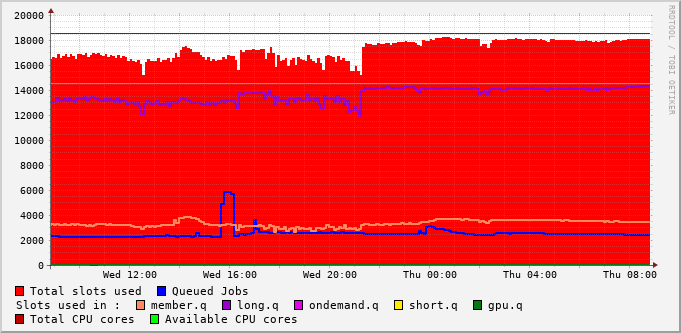 20000
18000
16000
14000
12000
10000
8000
6000
4000
2000
0
Wed 12:00 Wed 16:00 Wed 20:00 Thu 00:00 Thu 04:00 Thu 08:00
Total slots used Queued Jobs
Slots used in : member.q long.q ondemand.q short.q gpu.q
Total CPU cores Available CPU cores
RRDTOOL / TOBI OETIKER